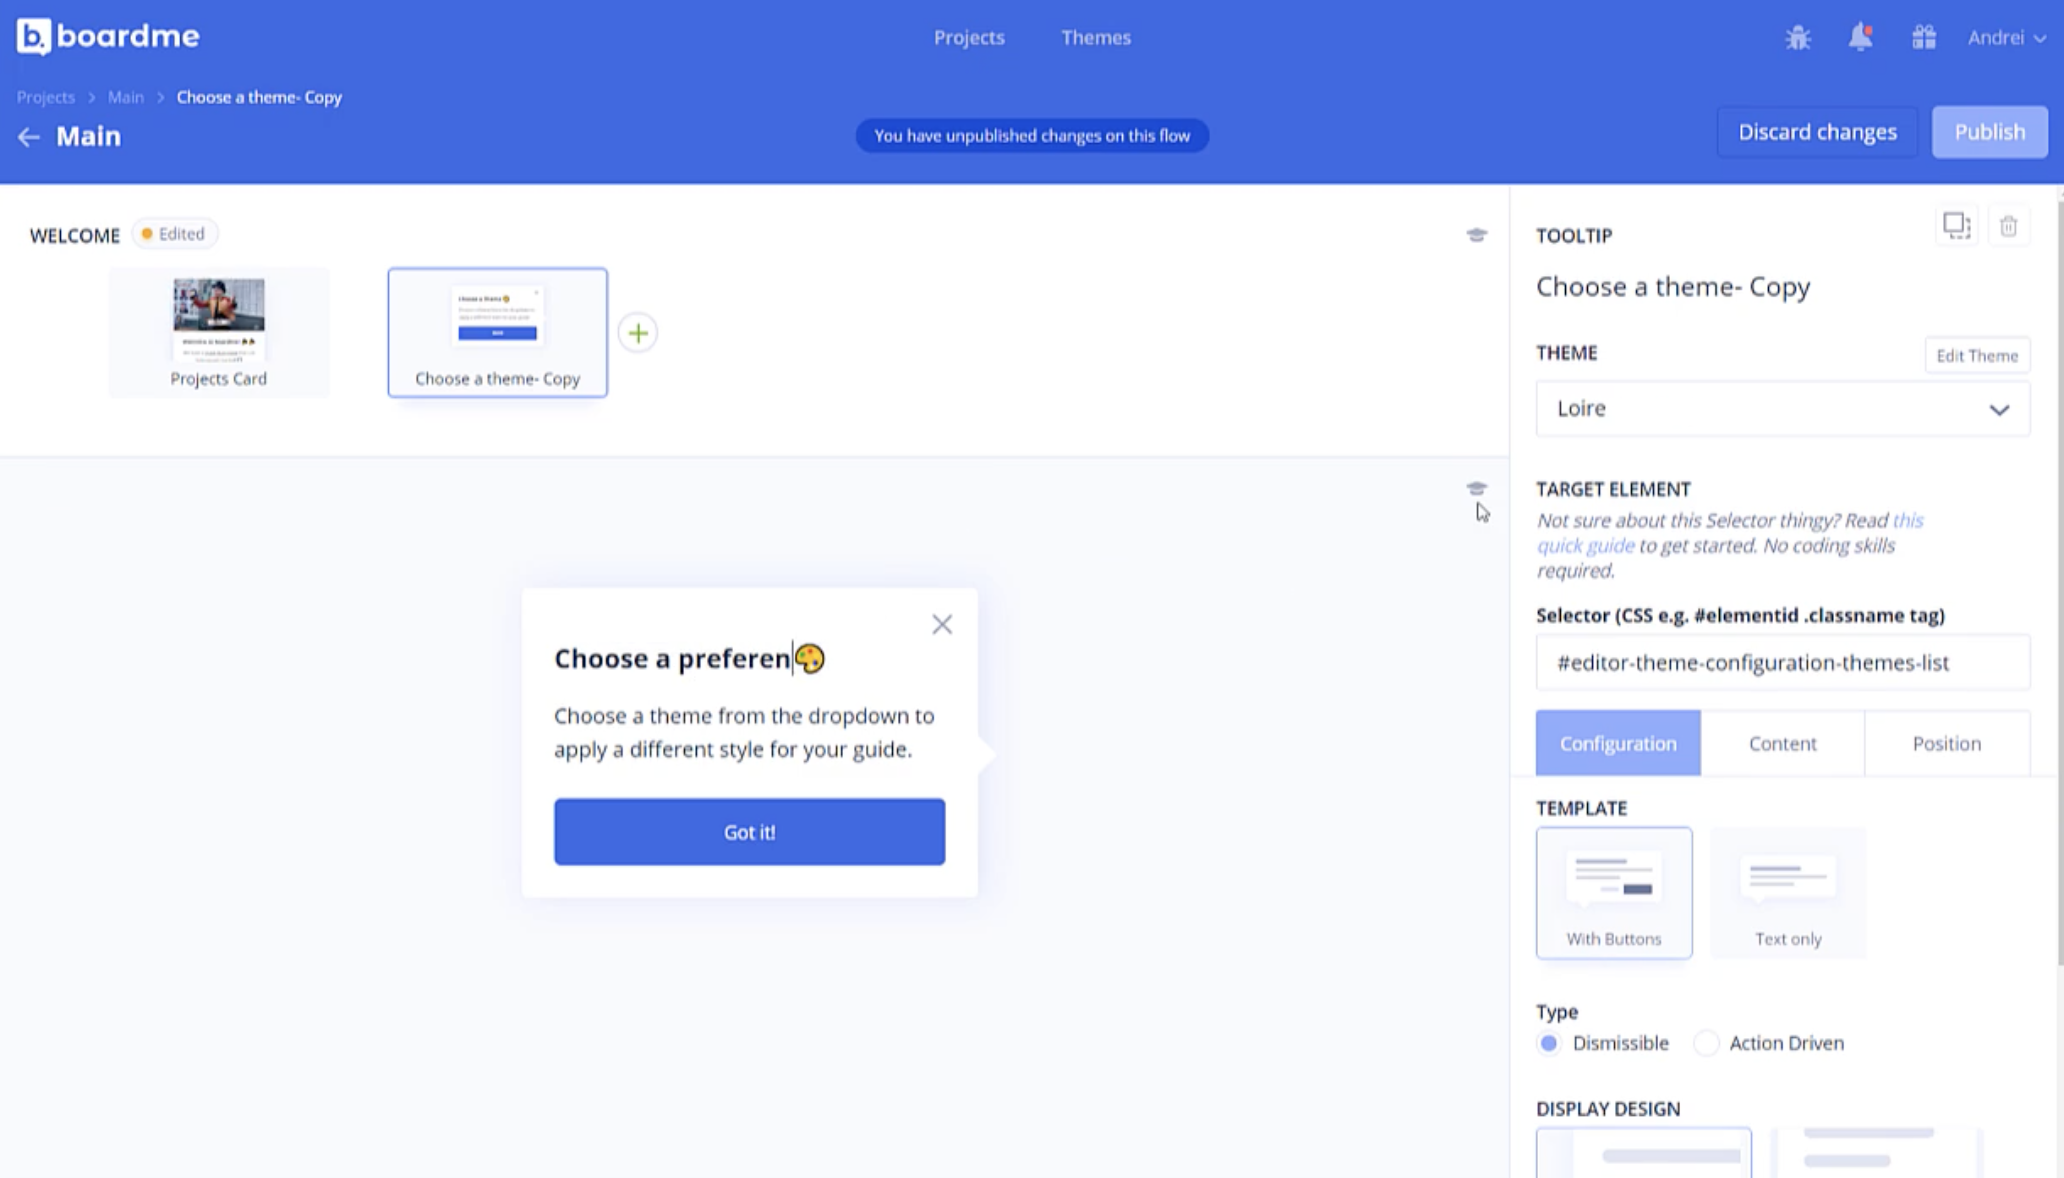 b. boardme
Projects
Themes
Andrei
Projects > Main > Choose a theme- Copy
← Main
You have unpublished changes on this flow
Discard changes
Publish
WELCOME
Edited
Projects Card
Choose a theme
Choose a theme- Copy
TOOLTIP
Choose a theme- Copy
THEME
Edit Theme
Loire
TARGET ELEMENT
Not sure about this Selector thingy? Read this
quick guide to get started. No coding skills
required.
Selector (CSS e.g. #elementid .classname tag)
#editor-theme-configuration-themes-list
Configuration
Content
Position
Choose a preferen
Choose a theme from the dropdown to
apply a different style for your guide.
Got it!
TEMPLATE
With Buttons
Text only
Type
Dismissible
Action Driven
DISPLAY DESIGN